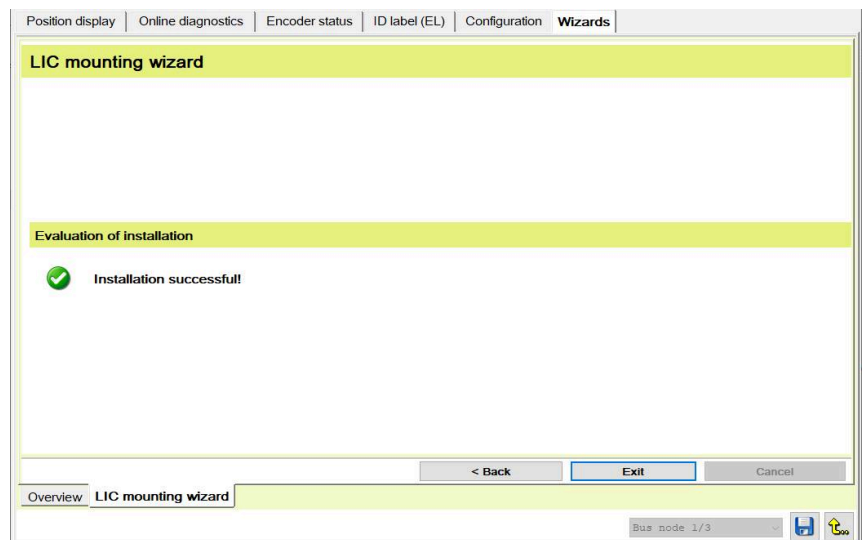 Position display Online diagnostics Encoder status ID label (EL) Configuration Wizards
LIC mounting wizard
Evaluation of installation
Installation successful!
< Back Exit Cancel
Overview LIC mounting wizard
Bus node 1/3